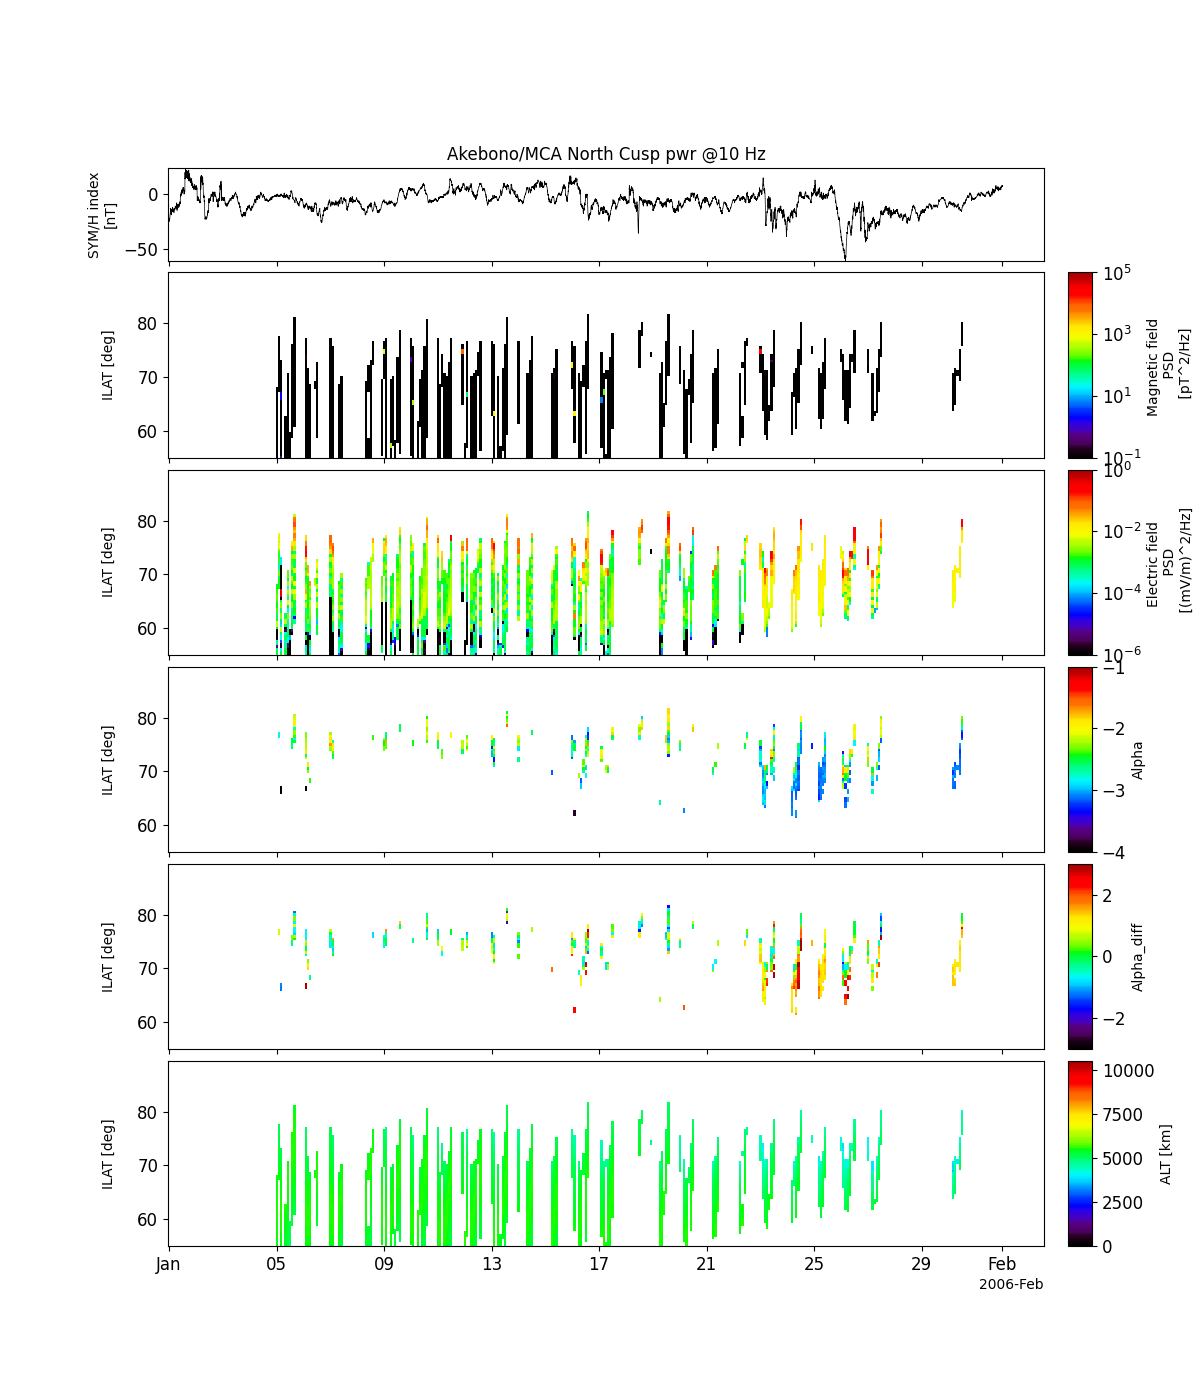 Akebono/MCA North Cusp pwr @10 Hz
SYM/H index
[nT]
0
−50
ILAT [deg]
80
70
60
10^5
10^3
10^1
10^-1
Magnetic field
PSD
[pT^2/Hz]
ILAT [deg]
80
70
60
10^0
10^-2
10^-4
10^-6
Electric field
PSD
[(mV/m)^2/Hz]
ILAT [deg]
80
70
60
−1
−2
−3
−4
Alpha
ILAT [deg]
80
70
60
2
0
−2
Alpha_diff
ILAT [deg]
80
70
60
10000
7500
5000
2500
0
ALT [km]
Jan 05 09 13 17 21 25 29 Feb
2006-Feb